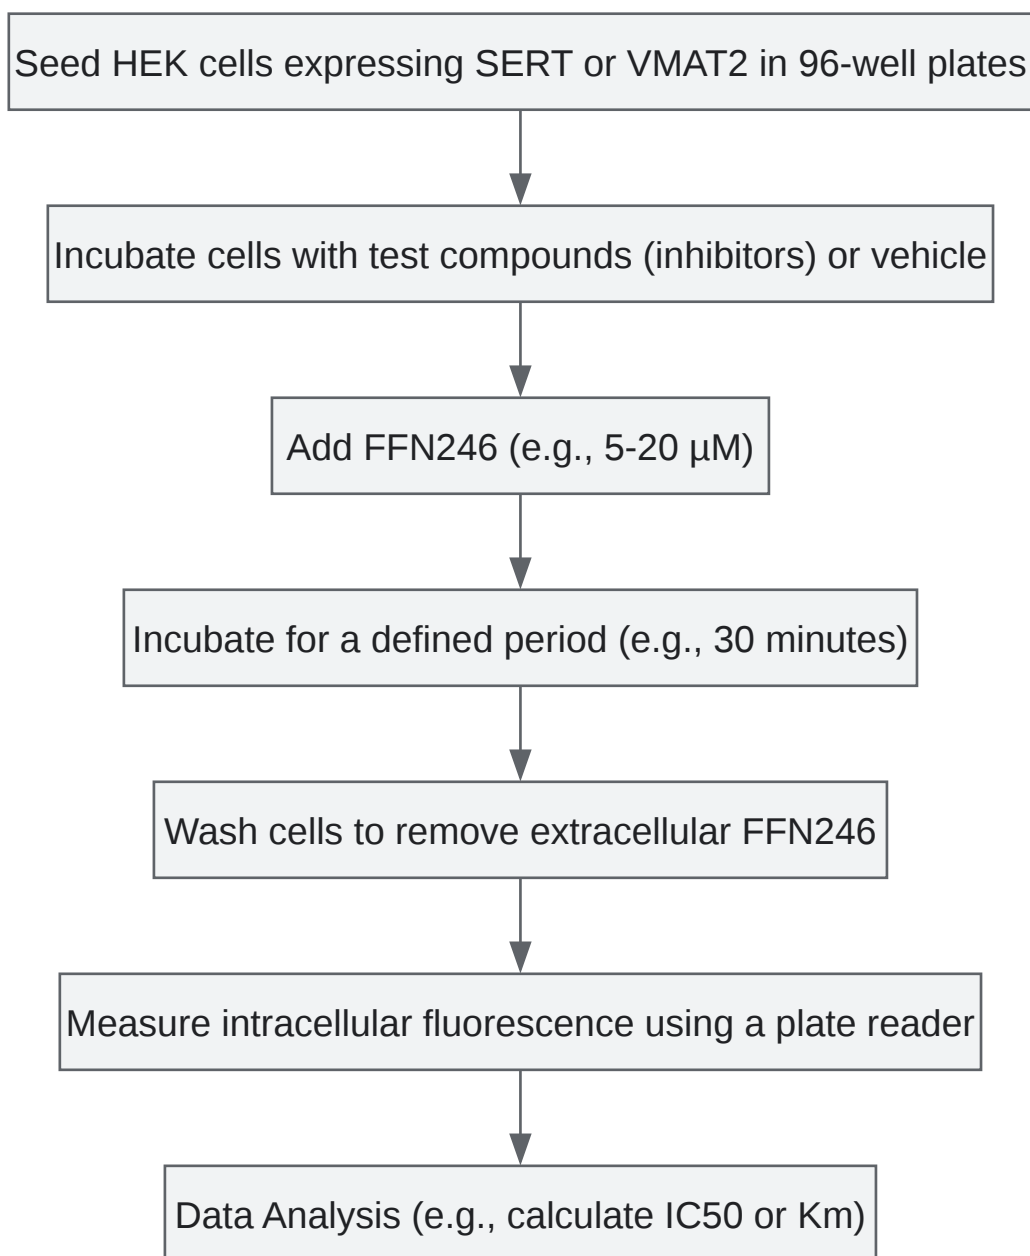 Seed HEK cells expressing SERT or VMAT2 in 96-well plates
Incubate cells with test compounds (inhibitors) or vehicle
Add FFN246 (e.g., 5-20 µM)
Incubate for a defined period (e.g., 30 minutes)
Wash cells to remove extracellular FFN246
Measure intracellular fluorescence using a plate reader
Data Analysis (e.g., calculate IC50 or Km)